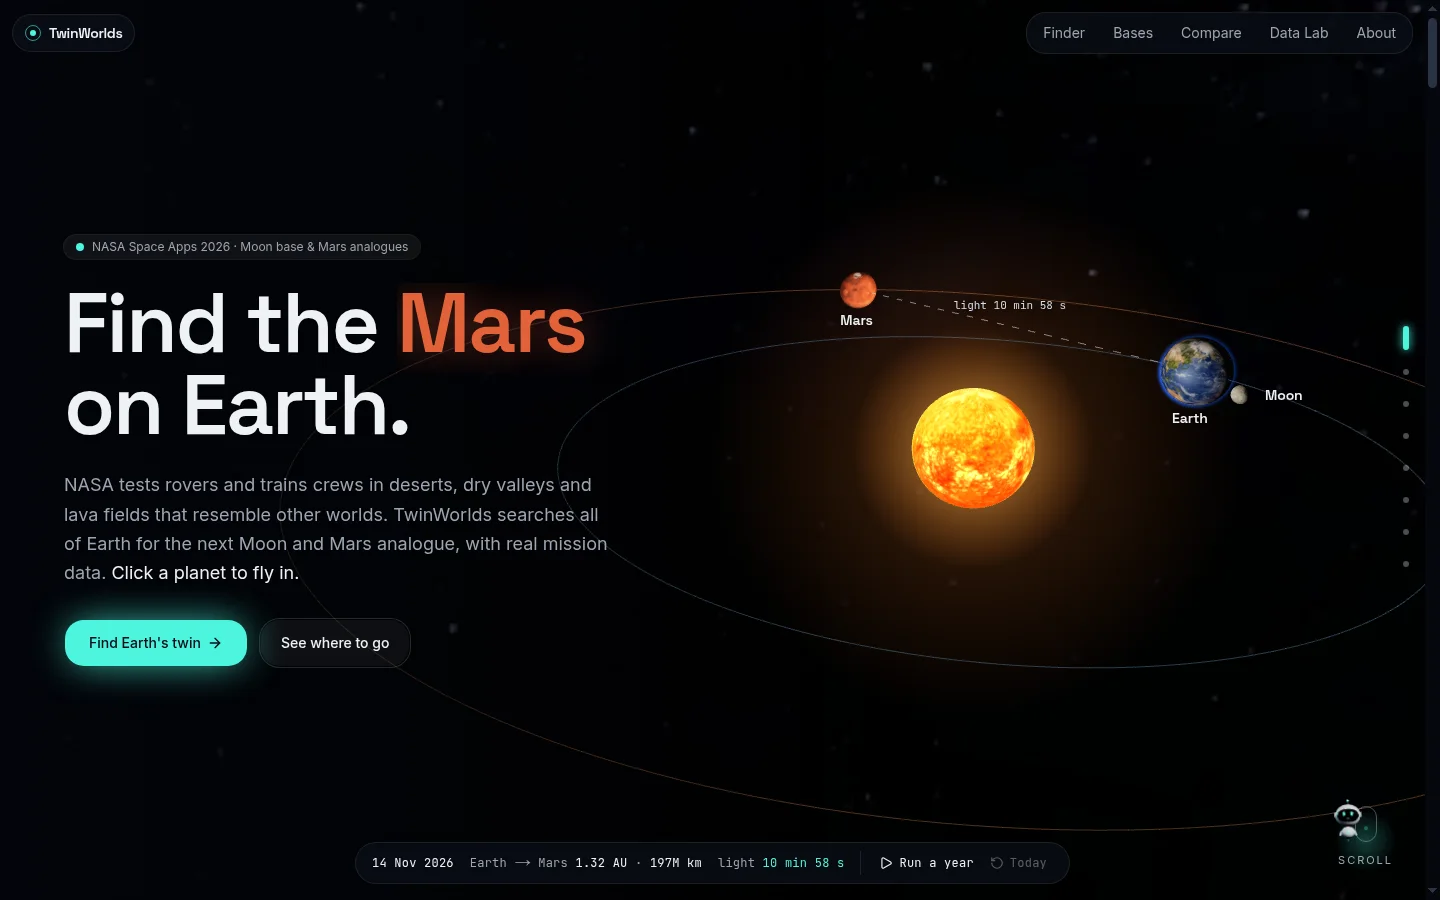 TwinWorlds
Finder Bases Compare Data Lab About
NASA Space Apps 2026 · Moon base & Mars analogues
Find the Mars
on Earth.
NASA tests rovers and trains crews in deserts, dry valleys and
lava fields that resemble other worlds. TwinWorlds searches all
of Earth for the next Moon and Mars analogue, with real mission
data. Click a planet to fly in.
Find Earth's twin →
See where to go
Mars
light 10 min 58 s
Earth
Moon
14 Nov 2026 Earth → Mars 1.32 AU · 197M km light 10 min 58 s Run a year Today
SCROLL